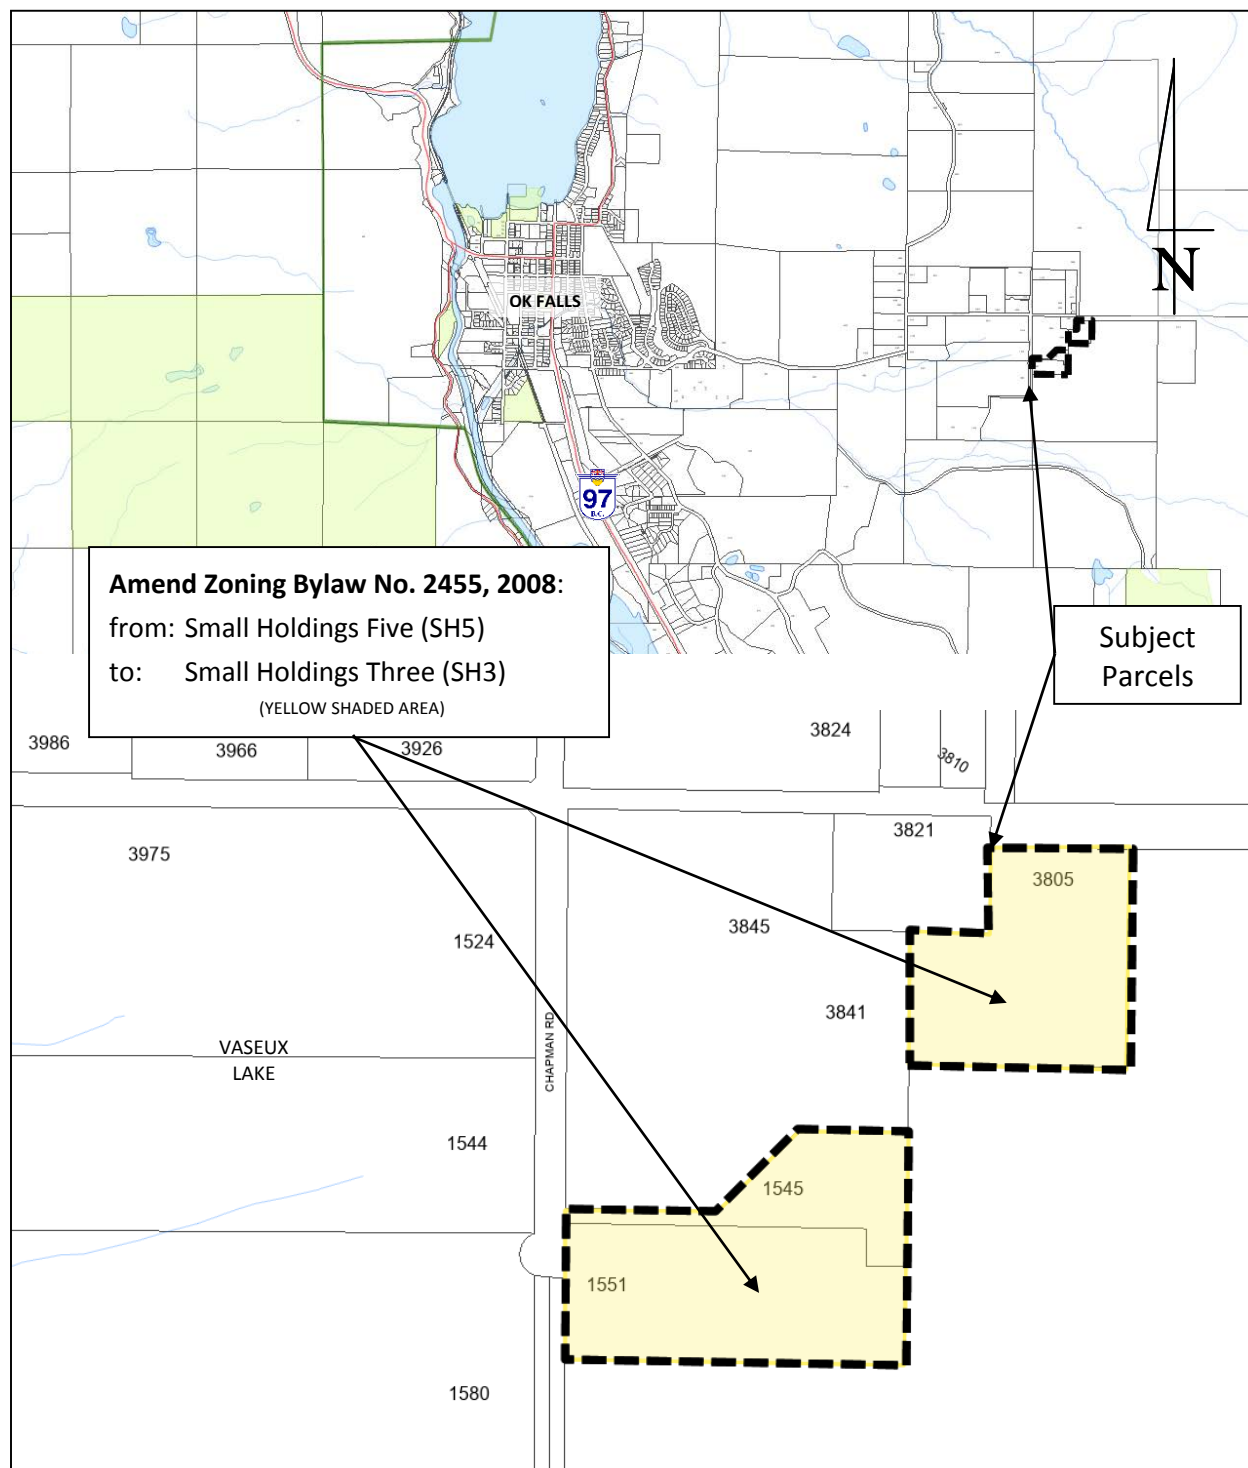 N
OK FALLS
97
B.C.
Amend Zoning Bylaw No. 2455, 2008:
from: Small Holdings Five (SH5)
to: Small Holdings Three (SH3)
(YELLOW SHADED AREA)
Subject
Parcels
3986
3966
3926
3824
3810
3975
3821
3805
1524
3845
3841
CHAPMAN RD
VASEUX
LAKE
1544
1545
1551
1580